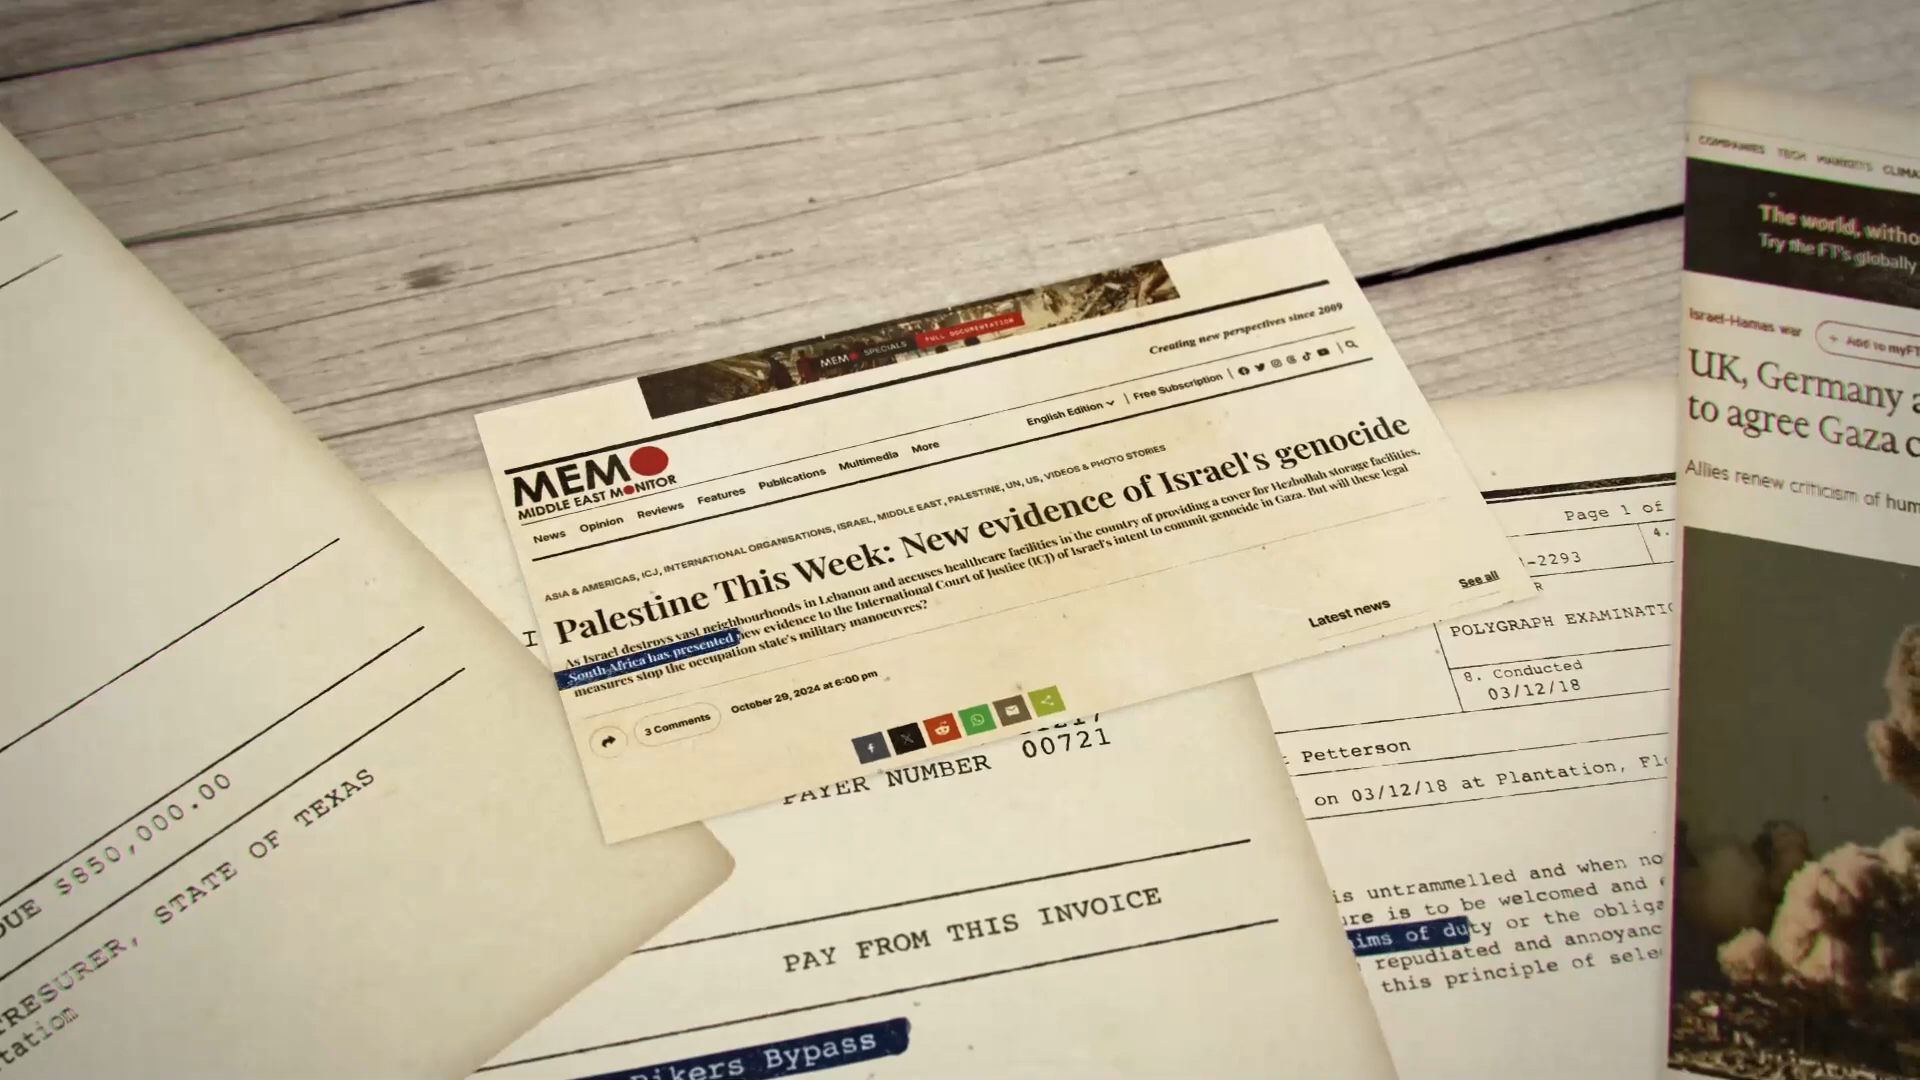 MEMO SPECIALS FULL DOCUMENTATION
Creating new perspectives since 2009
MEMO
MIDDLE EAST MONITOR
News Opinion Reviews Features Publications Multimedia More
English Edition | Free Subscription |
ASIA & AMERICAS, ICJ, INTERNATIONAL ORGANISATIONS, ISRAEL, MIDDLE EAST, PALESTINE, UN, US, VIDEOS & PHOTO STORIES
Palestine This Week: New evidence of Israel's genocide
As Israel destroys vast neighbourhoods in Lebanon and accuses healthcare facilities in the country of providing a cover for Hezbollah storage facilities,
South Africa has presented new evidence to the International Court of Justice (ICJ) of Israel's intent to commit genocide in Gaza. But will these legal
measures stop the occupation state's military manoeuvres?
3 Comments
October 29, 2024 at 6:00 pm
Latest news
See all
DUE $850,000.00
TRESURER, STATE OF TEXAS
PAYER NUMBER 00721
PAY FROM THIS INVOICE
Bypass
Page 1 of
4.
-2293
POLYGRAPH EXAMINATIO
8. Conducted
03/12/18
Petterson
on 03/12/18 at Plantation,
is untrammelled and when no
is to be welcomed and
of duty or the obliga
repudiated and annoyanc
this principle of sele
COMPANIES TECH MARKETS CLIMA
The world, witho
Try the FT's globally
Israel-Hamas war
+ Add to myFT
UK, Germany a
to agree Gaza c
Allies renew criticism of hum